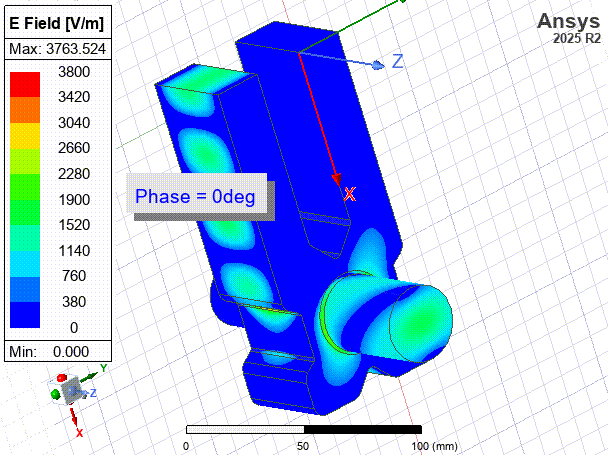 E Field [V/m]
Max: 3763.524
3800
3420
3040
2660
2280
1900
1520
1140
760
380
0
Min: 0.000
Ansys
2025 R2
Z
X
Phase = 0deg
Y
Z
X
0 50 100 (mm)